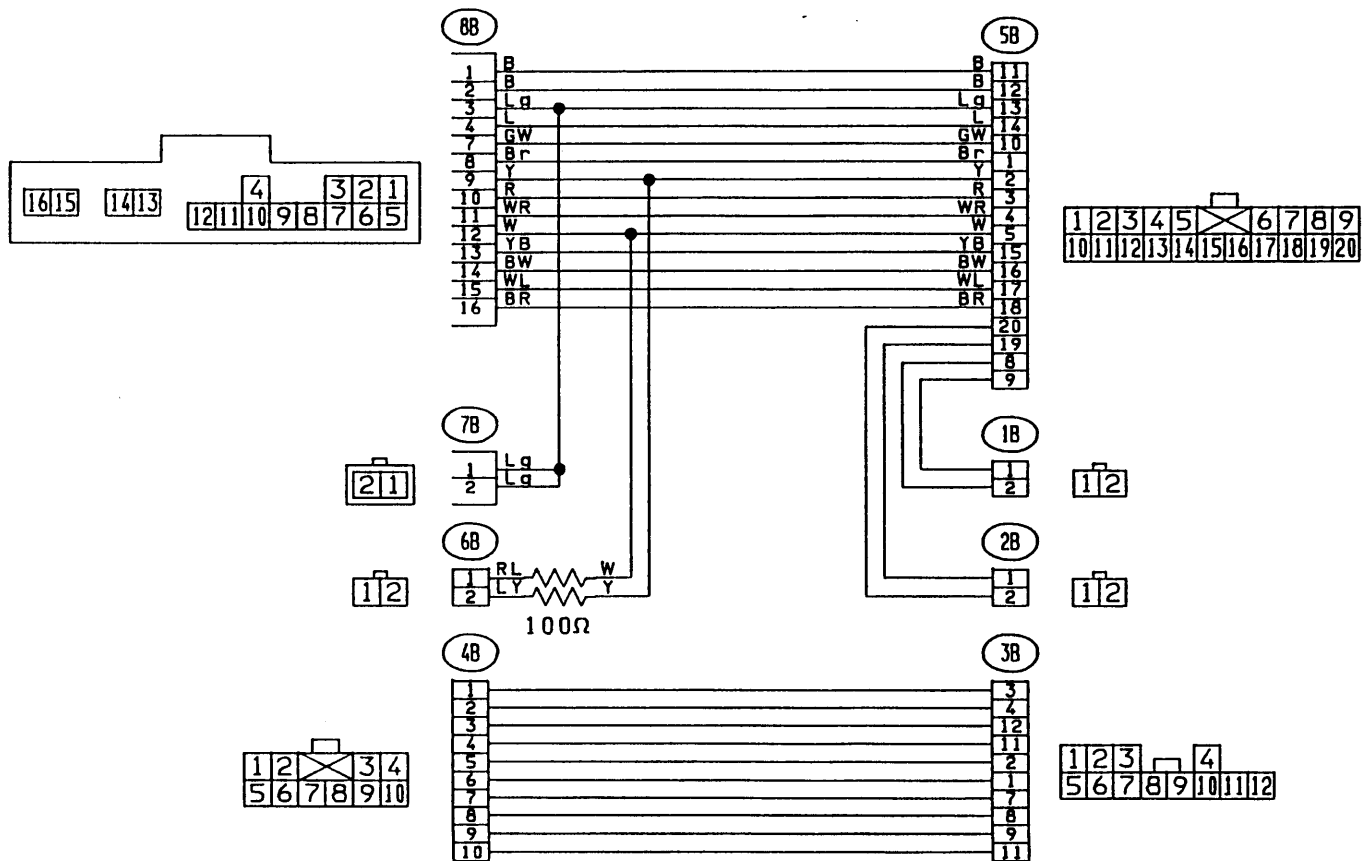 8B
5B
1 B B 11
2 B B 12
3 Lg Lg 13
4 L L 14
7 GW GW 10
8 Br Br 1
9 Y Y 2
10 R R 3
11 WR WR 4
12 W W 5
13 YB YB 15
14 BW BW 16
15 WL WL 17
16 BR BR 18
20
19
8
9
4 3 2 1
16 15 14 13 12 11 10 9 8 7 6 5
1 2 3 4 5 6 7 8 9
10 11 12 13 14 15 16 17 18 19 20
7B
1 Lg
2 Lg
2 1
1B
1
2
1 2
6B
1 RL W
2 LY Y
100Ω
1 2
2B
1
2
1 2
4B
3B
1 3
2 4
3 12
4 11
5 2
6 1
7 7
8 8
9 9
10 11
1 2 3 4
5 6 7 8 9 10
1 2 3 4
5 6 7 8 9 10 11 12